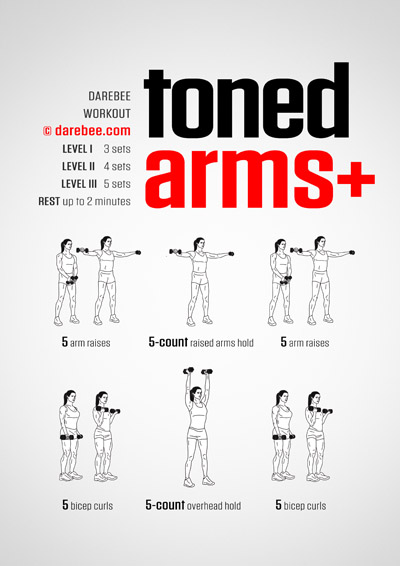 DAREBEE
WORKOUT
© darebee.com
LEVEL I 3 sets
LEVEL II 4 sets
LEVEL III 5 sets
REST up to 2 minutes
toned
arms+
5 arm raises
5-count raised arms hold
5 arm raises
5 bicep curls
5-count overhead hold
5 bicep curls